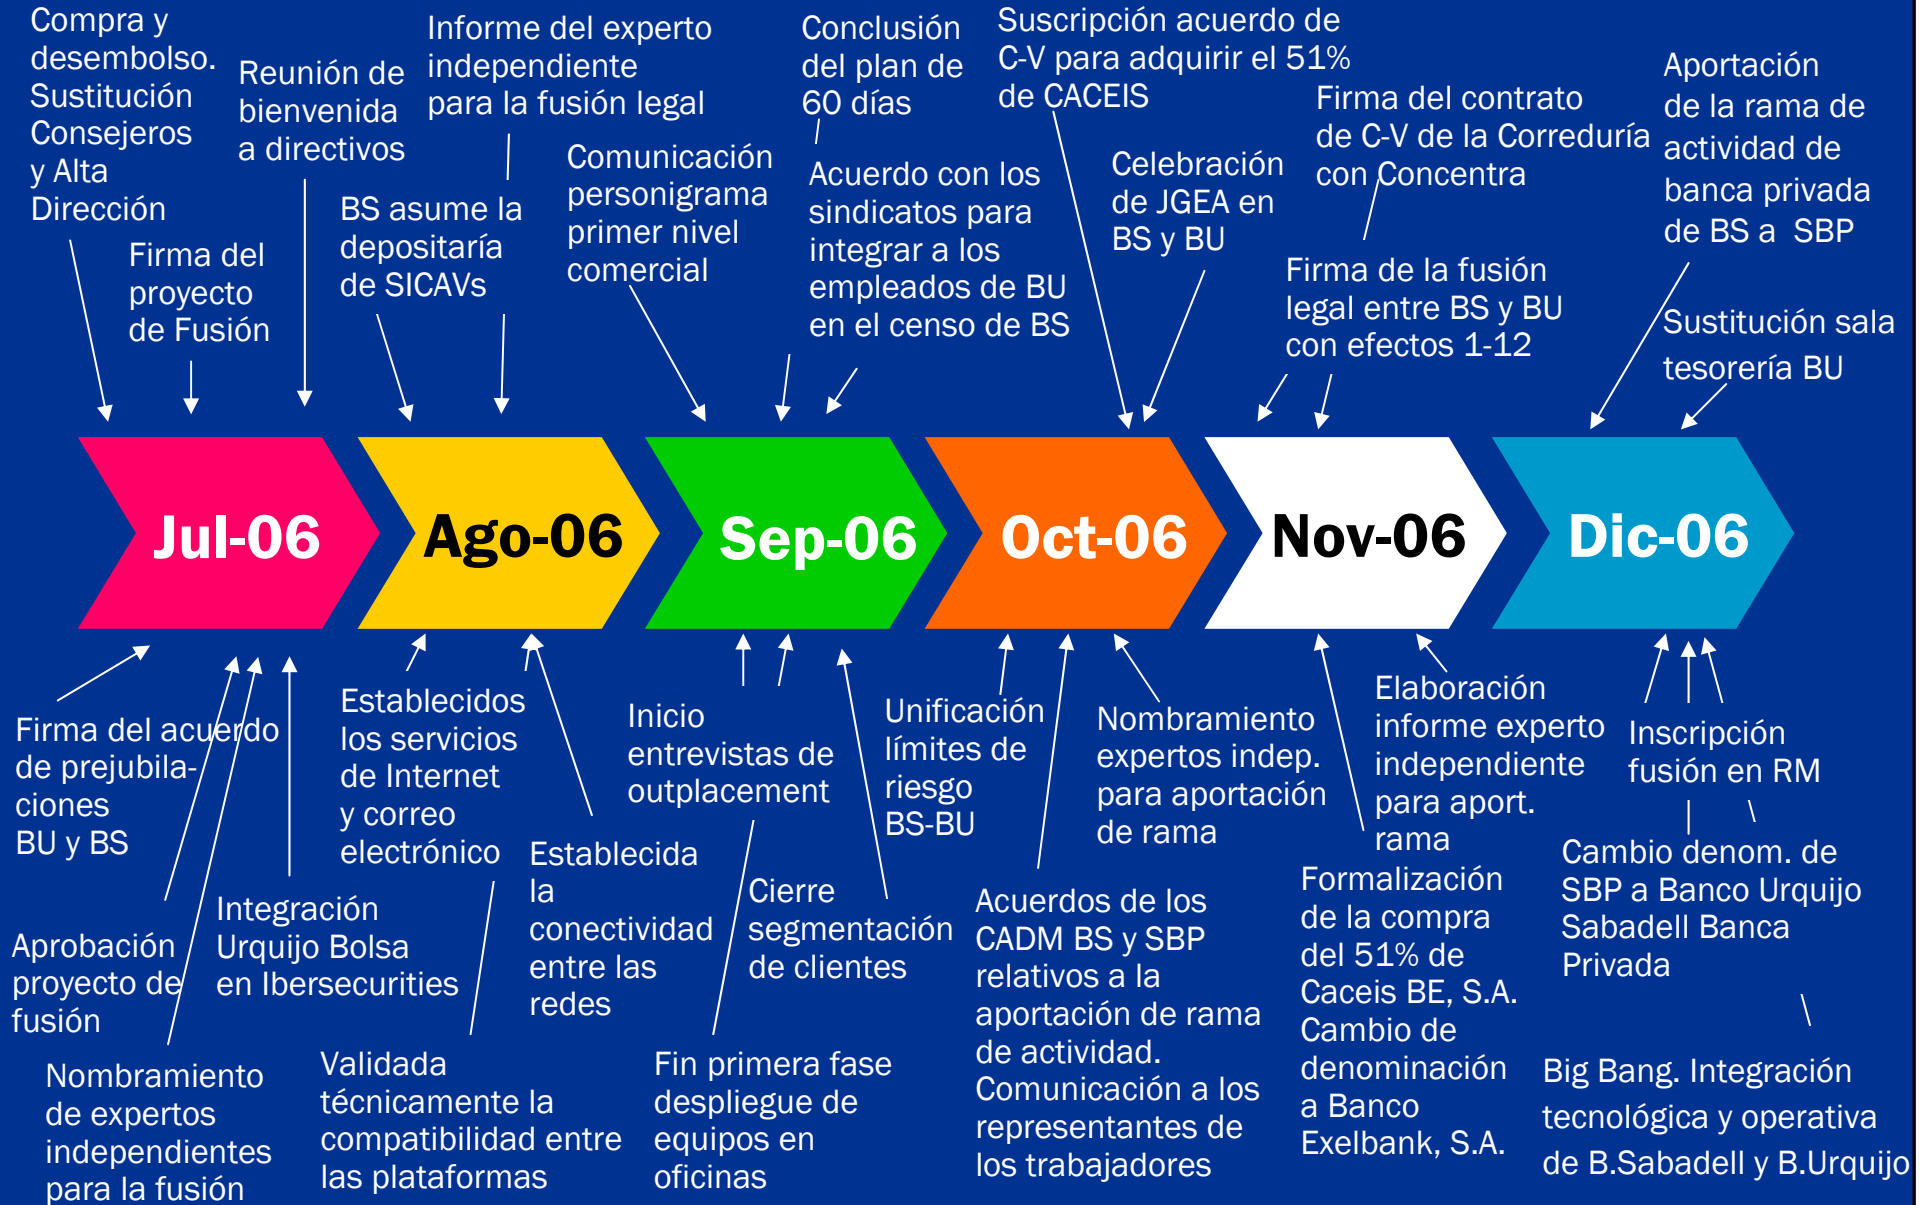 Compra y
desembolso.
Sustitución
Consejeros
y Alta
Dirección
Firma del
proyecto
de Fusión
Reunión de
bienvenida
a directivos
BS asume la
depositaría
de SICAVs
Informe del experto
independiente
para la fusión legal
Comunicación
personigrama
primer nivel
comercial
Conclusión
del plan de
60 días
Acuerdo con los
sindicatos para
integrar a los
empleados de BU
en el censo de BS
Suscripción acuerdo de
C-V para adquirir el 51%
de CACEIS
Celebración
de JGEA en
BS y BU
Firma del contrato
de C-V de la Correduría
con Concentra
Firma de la fusión
legal entre BS y BU
con efectos 1-12
Aportación
de la rama de
actividad de
banca privada
de BS a SBP
Sustitución sala
tesorería BU
Jul-06
Ago-06
Sep-06
Oct-06
Nov-06
Dic-06
Firma del acuerdo
de prejubila-
ciones
BU y BS
Aprobación
proyecto de
fusión
Nombramiento
de expertos
independientes
para la fusión
Integración
Urquijo Bolsa
en Ibersecurities
Establecidos
los servicios
de Internet
y correo
electrónico
Validada
técnicamente la
compatibilidad entre
las plataformas
Establecida
la
conectividad
entre las
redes
Inicio
entrevistas de
outplacement
Fin primera fase
despliegue de
equipos en
oficinas
Cierre
segmentación
de clientes
Unificación
límites de
riesgo
BS-BU
Acuerdos de los
CADM BS y SBP
relativos a la
aportación de rama
de actividad.
Comunicación a los
representantes de
los trabajadores
Nombramiento
expertos indep.
para aportación
de rama
Formalización
de la compra
del 51% de
Caceis BE, S.A.
Cambio de
denominación
a Banco
Exelbank, S.A.
Elaboración
informe experto
independiente
para aport.
rama
Inscripción
fusión en RM
Cambio denom. de
SBP a Banco Urquijo
Sabadell Banca
Privada
Big Bang. Integración
tecnológica y operativa
de B.Sabadell y B.Urquijo